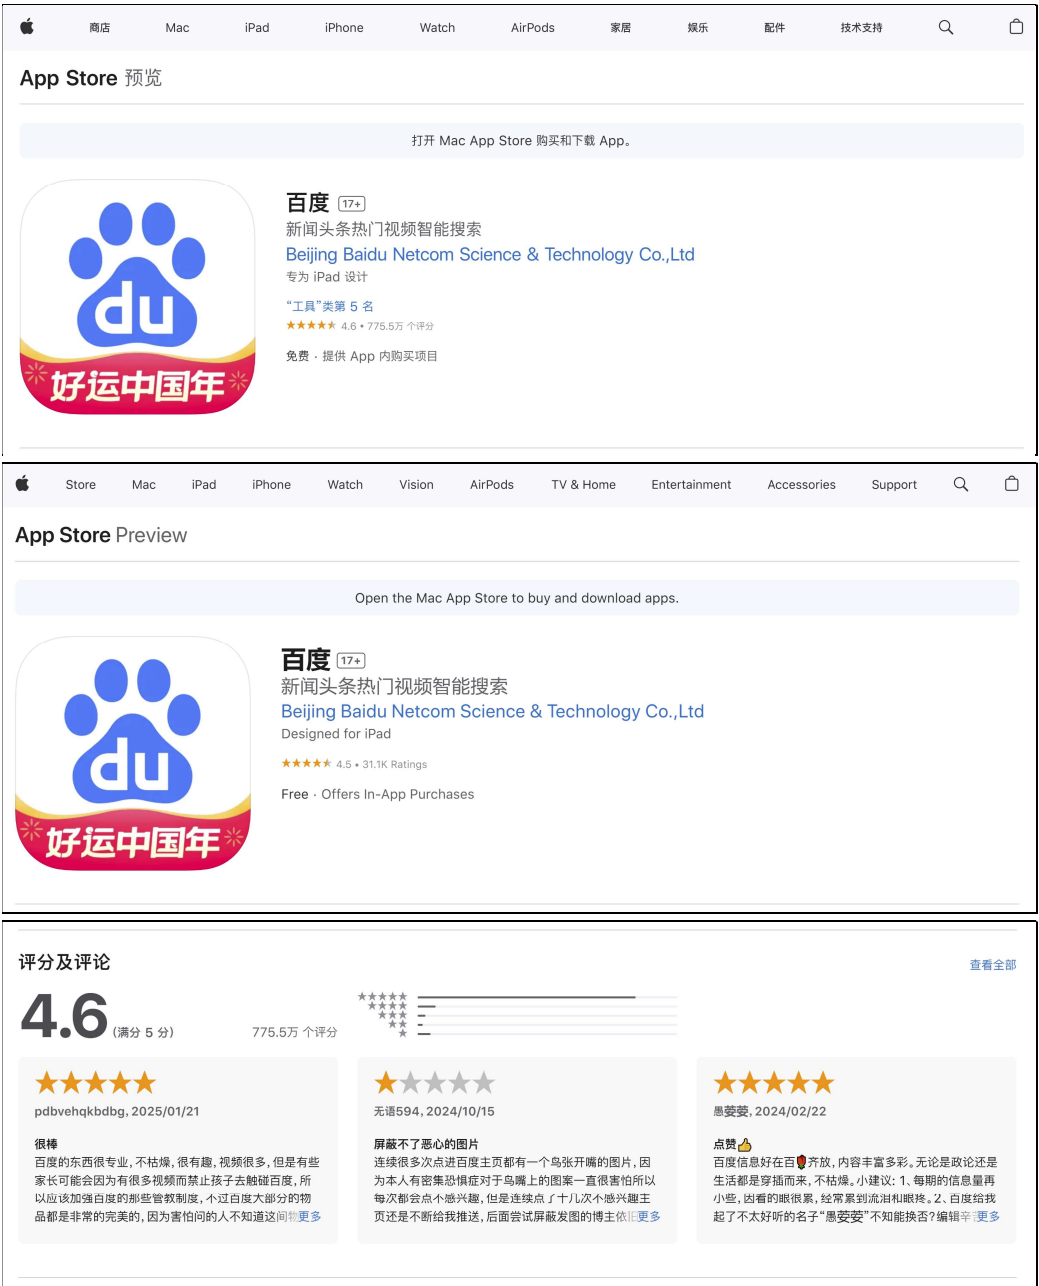 商店 Mac iPad iPhone Watch AirPods 家居 娱乐 配件 技术支持
App Store 预览
打开 Mac App Store 购买和下载 App。
百度 17+
新闻头条热门视频智能搜索
Beijing Baidu Netcom Science & Technology Co.,Ltd
专为 iPad 设计
“工具”类第 5 名
★★★★★ 4.6 • 775.5万 个评分
免费 · 提供 App 内购买项目
du
好运中国年
Store Mac iPad iPhone Watch Vision AirPods TV & Home Entertainment Accessories Support
App Store Preview
Open the Mac App Store to buy and download apps.
百度 17+
新闻头条热门视频智能搜索
Beijing Baidu Netcom Science & Technology Co.,Ltd
Designed for iPad
4.5 • 31.1K Ratings
Free · Offers In-App Purchases
du
好运中国年
评分及评论 查看全部
4.6 (满分 5 分) 775.5万 个评分
pdbvehqkbdbg, 2025/01/21
很棒
百度的东西很专业,不枯燥,很有趣,视频很多,但是有些
家长可能会因为有很多视频而禁止孩子去触碰百度,所
以应该加强百度的那些管教制度,不过百度大部分的物
品都是非常的完美的,因为害怕问的人不知道这间物更多
无语594, 2024/10/15
屏蔽不了恶心的图片
连续很多次点进百度主页都有一个鸟张开嘴的图片,因
为本人有密集恐惧症对于鸟嘴上的图案一直很害怕所以
每次都会点不感兴趣,但是连续点了十几次不感兴趣主
页还是不断给我推送,后面尝试屏蔽发图的博主依旧更多
愚荽荽, 2024/02/22
点赞👍
百度信息好在百🌹齐放,内容丰富多彩。无论是政论还是
生活都是穿插而来,不枯燥。小建议: 1、每期的信息量再
小些,因看的眼很累,经常累到流泪和眼疼。2、百度给我
起了不太好听的名子“愚荽荽”不知能换否?编辑辛苦更多